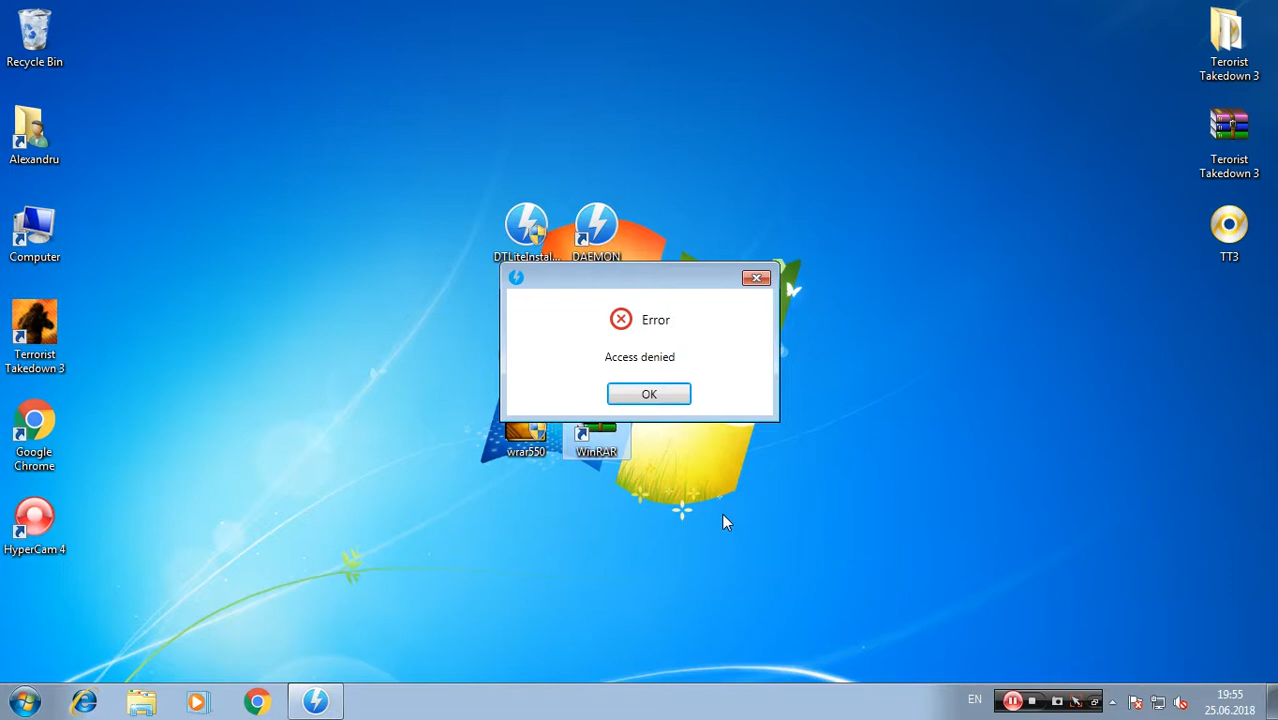 Recycle Bin
Alexandru
Computer
Terrorist
Takedown 3
Google
Chrome
HyperCam 4
DTLiteInstal...
DAEMON
Error
Access denied
OK
wrar550
WinRAR
Terorist
Takedown 3
Terorist
Takedown 3
TT3
EN
19:55
25.06.2018